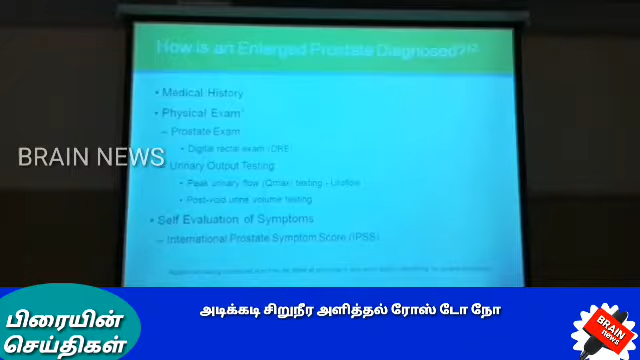 How is an Enlarged Prostate Diagnosed?
• Medical History
• Physical Exam
– Prostate Exam
• Digital rectal exam (DRE)
BRAIN NEWS
Urinary Output Testing
• Peak urinary flow (Qmax) testing - Uroflow
• Post-void urine volume testing
• Self Evaluation of Symptoms
– International Prostate Symptom Score (IPSS)
அடிக்கடி சிறுநீர அளித்தல் ரோஸ் டோ நோ
பிரையின்
செய்திகள்
BRAIN
news